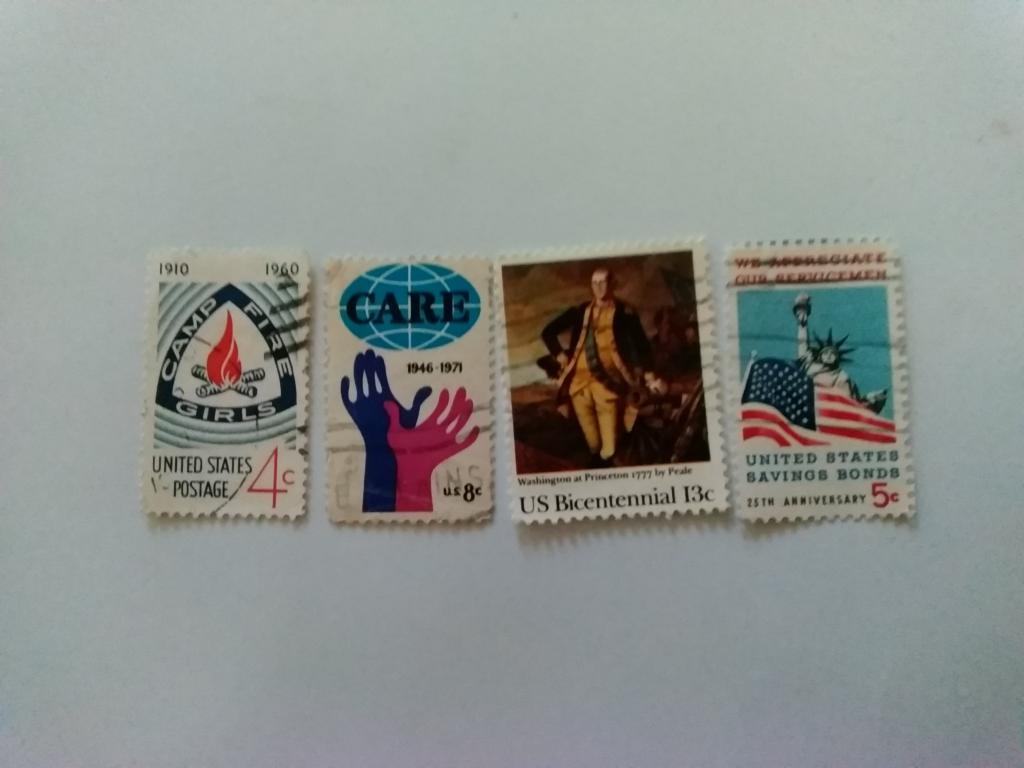 1910 1960
CAMP FIRE
GIRLS
UNITED STATES
POSTAGE 4c
CARE
1946-1971
U.S. 8c
Washington at Princeton 1777 by Peale
US Bicentennial 13c
WE APPRECIATE
OUR SERVICEMEN
UNITED STATES
SAVINGS BONDS
25TH ANNIVERSARY 5c